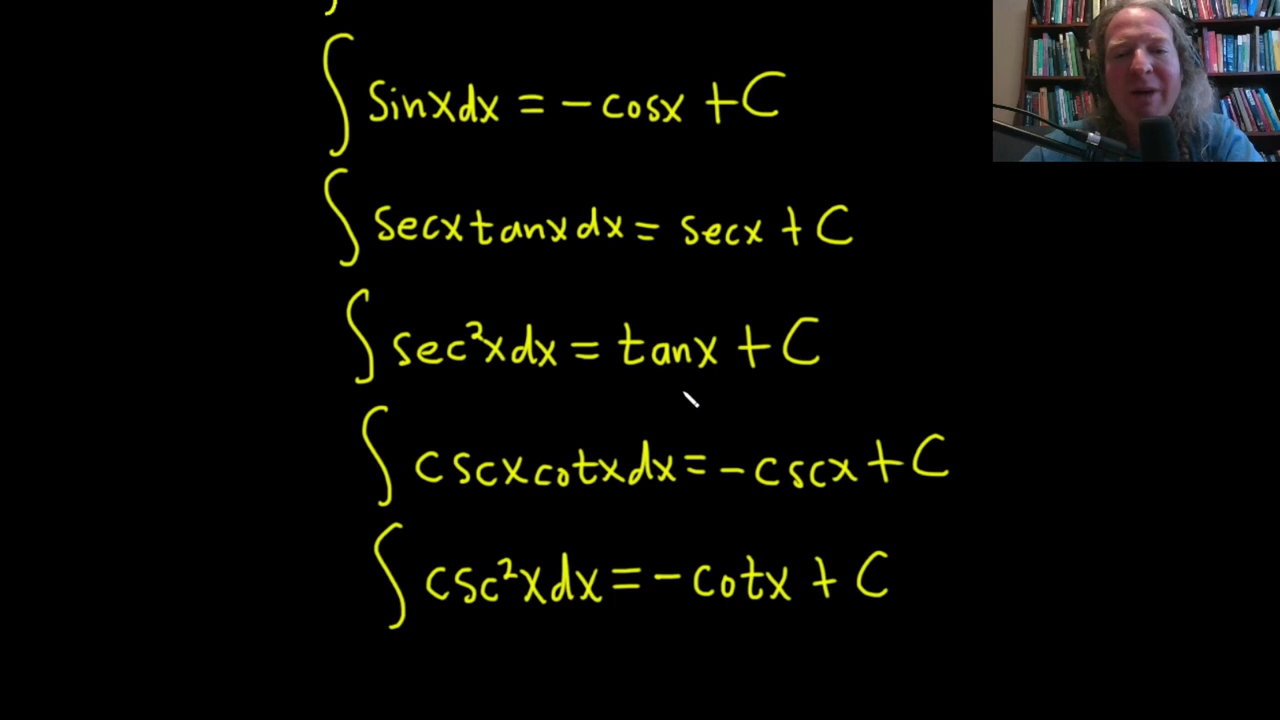 ∫ sinx dx = -cosx + C
∫ secx tanx dx = secx + C
∫ sec²x dx = tanx + C
∫ cscx cotx dx = -cscx + C
∫ csc²x dx = -cotx + C